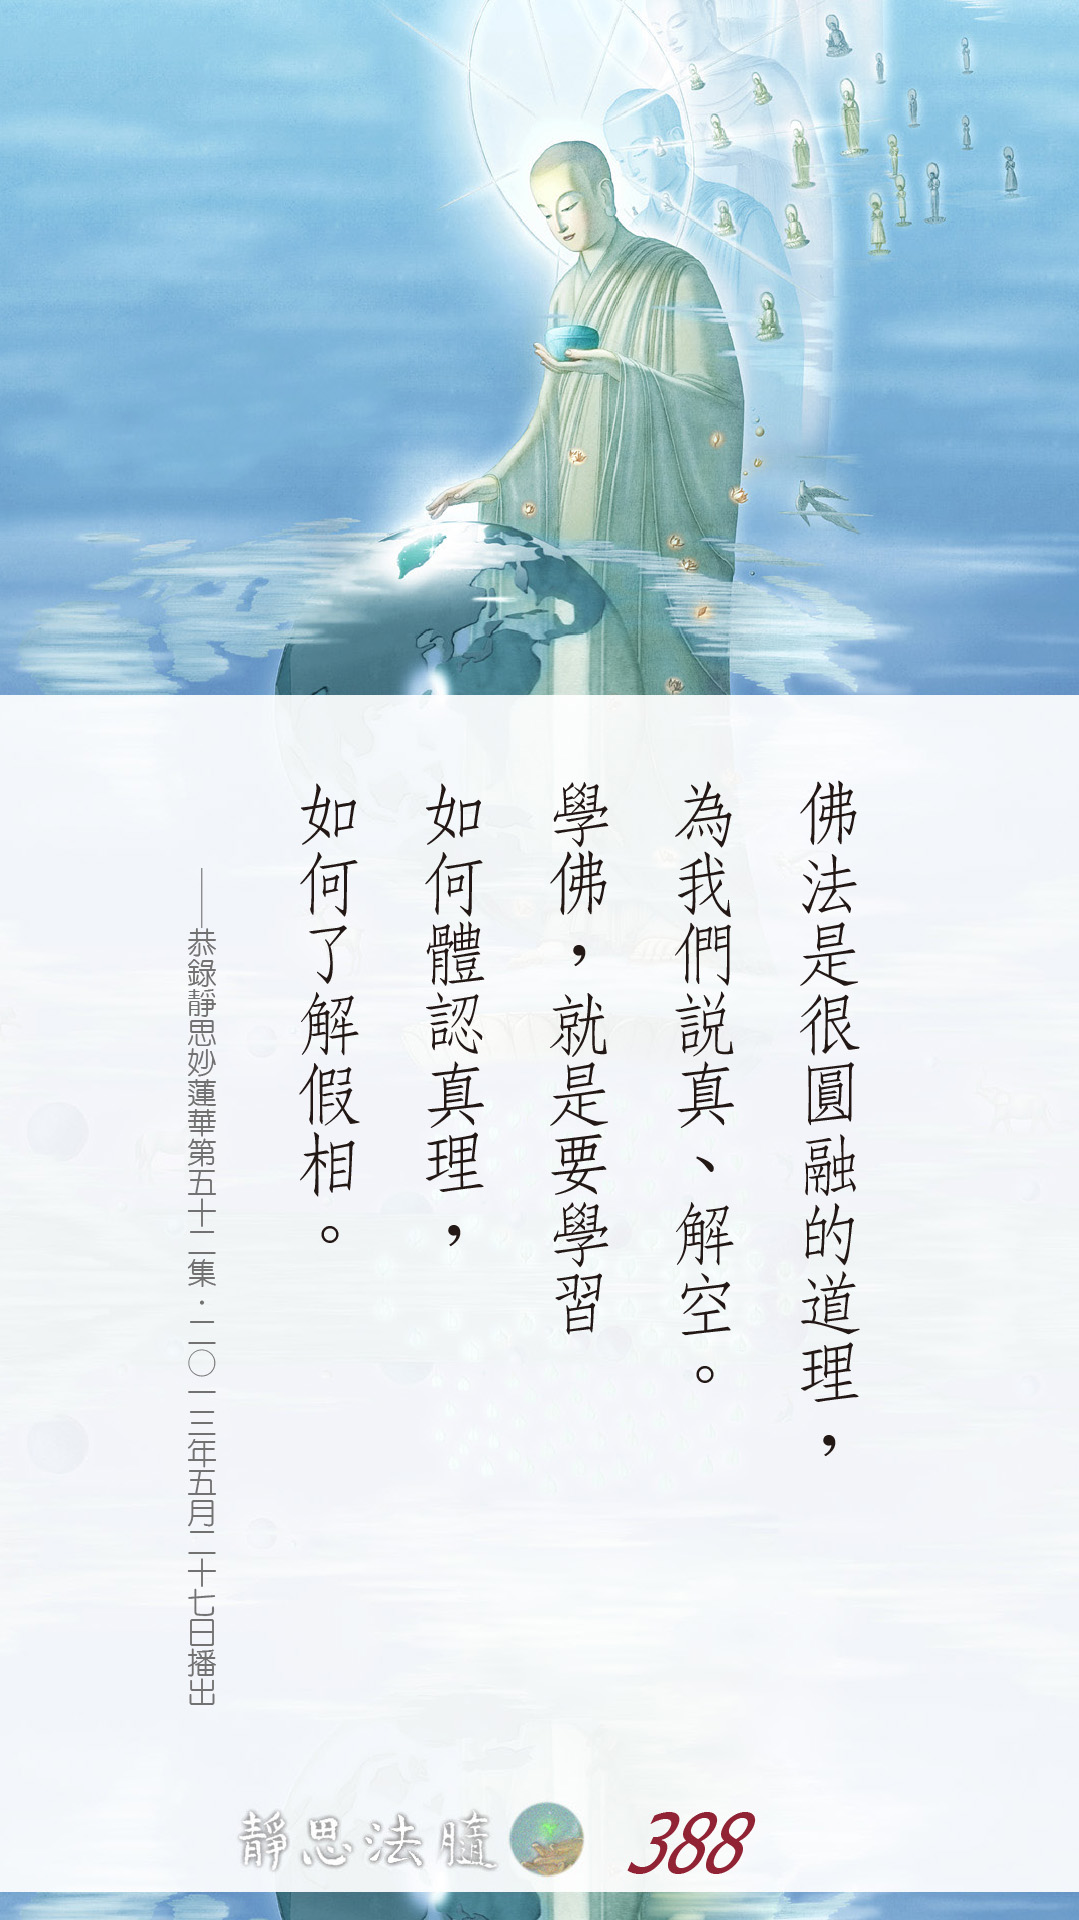 佛法是很圓融的道理，
為我們説真、解空。
學佛，就是要學習
如何體認真理，
如何了解假相。
——恭錄靜思妙蓮華第五十二集·二〇一三年五月二十七日播出
靜思法髓
388